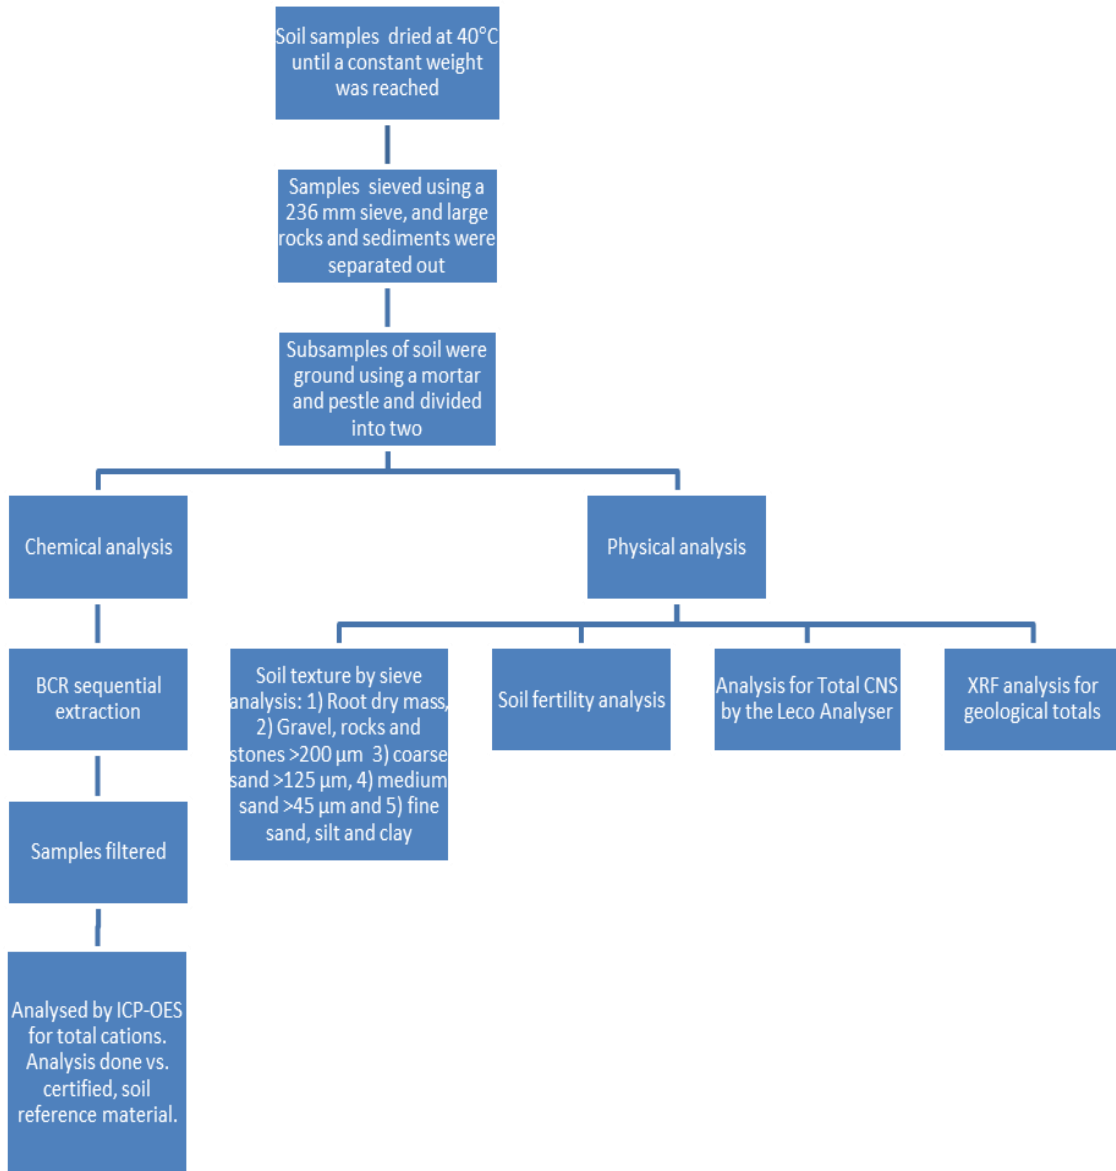 Soil samples dried at 40°C
until a constant weight
was reached
Samples sieved using a
236 mm sieve, and large
rocks and sediments were
separated out
Subsamples of soil were
ground using a mortar
and pestle and divided
into two
Chemical analysis
Physical analysis
BCR sequential
extraction
Soil texture by sieve
analysis: 1) Root dry mass,
2) Gravel, rocks and
stones >200 µm 3) coarse
sand >125 µm, 4) medium
sand >45 µm and 5) fine
sand, silt and clay
Soil fertility analysis
Analysis for Total CNS
by the Leco Analyser
XRF analysis for
geological totals
Samples filtered
Analysed by ICP-OES
for total cations.
Analysis done vs.
certified, soil
reference material.